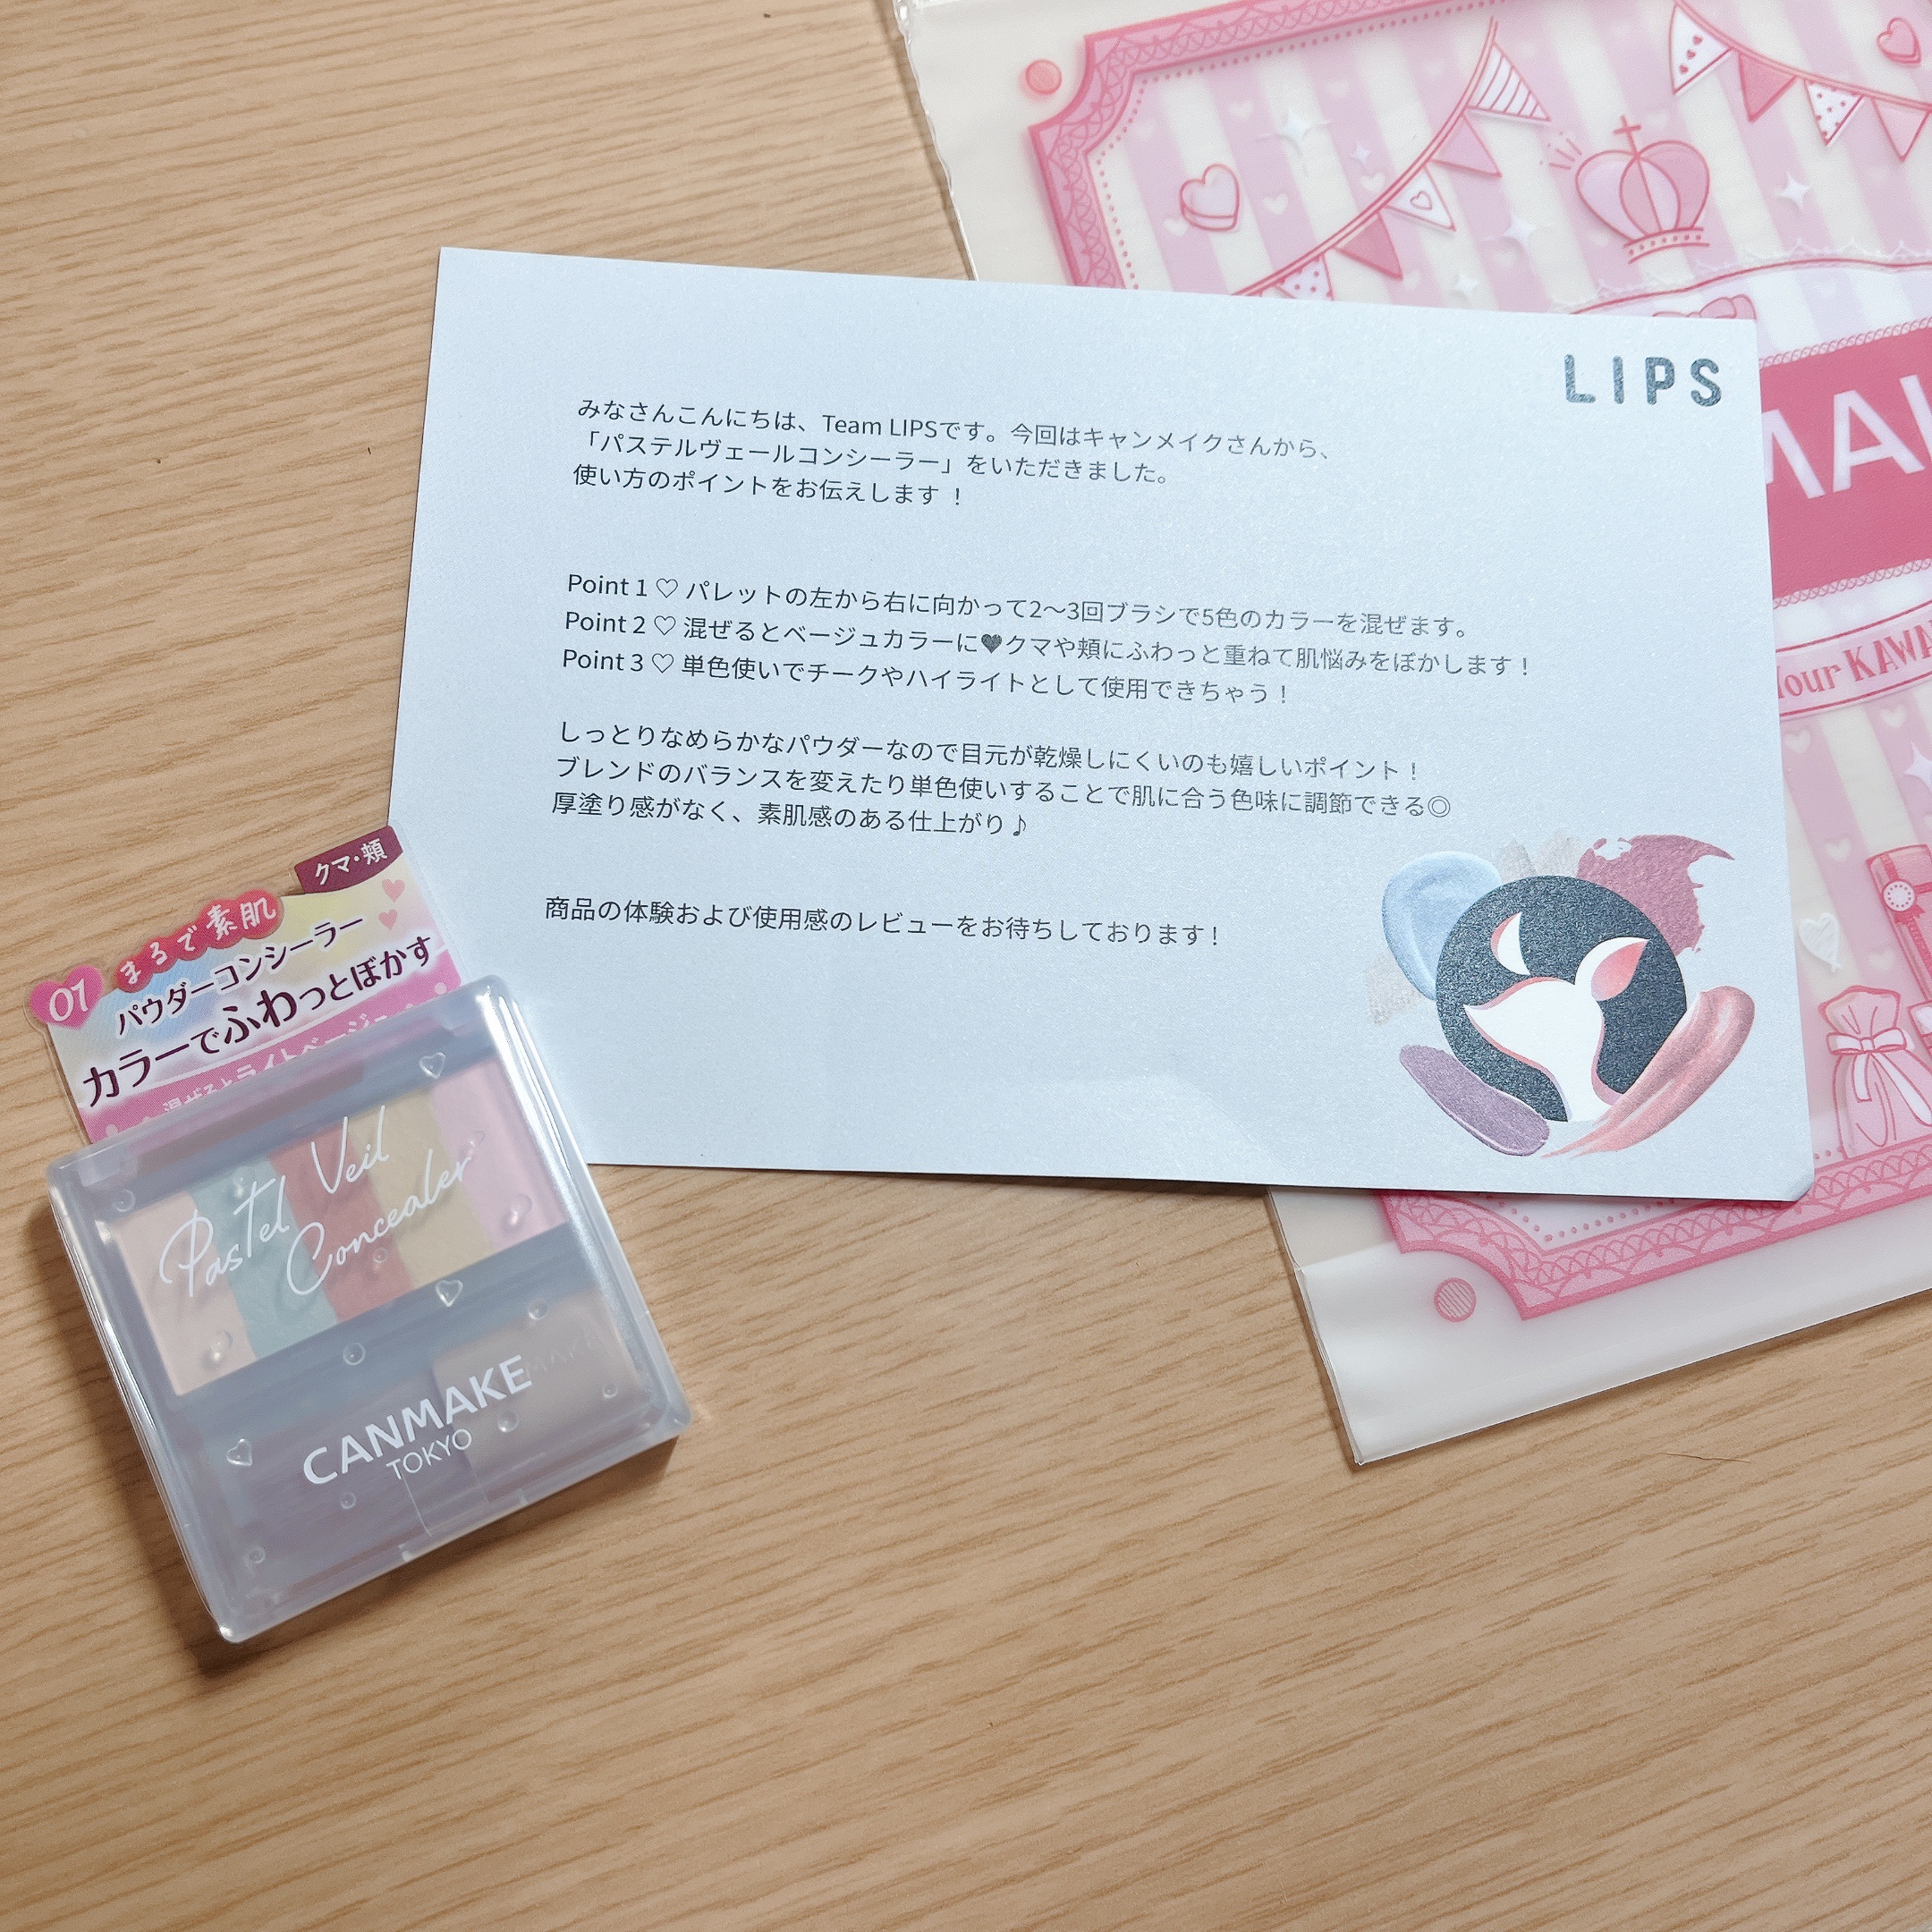 LIPS
みなさんこんにちは、Team LIPSです。今回はキャンメイクさんから、
「パステルヴェールコンシーラー」をいただきました。
使い方のポイントをお伝えします ！
Point 1 ♡ パレットの左から右に向かって2〜3回ブラシで5色のカラーを混ぜます。
Point 2 ♡ 混ぜるとベージュカラーに♥クマや頬にふわっと重ねて肌悩みをぼかします！
Point 3 ♡ 単色使いでチークやハイライトとして使用できちゃう！
しっとりなめらかなパウダーなので目元が乾燥しにくいのも嬉しいポイント！
ブレンドのバランスを変えたり単色使いすることで肌に合う色味に調節できる◎
厚塗り感がなく、素肌感のある仕上がり♪
商品の体験および使用感のレビューをお待ちしております！
クマ・頬
01 まるで素肌
パウダーコンシーラー
カラーでふわっとぼかす
混ぜるとライトベージュ
Pastel Veil
Concealer
CANMAKE
TOKYO
MAK
Your KAWA